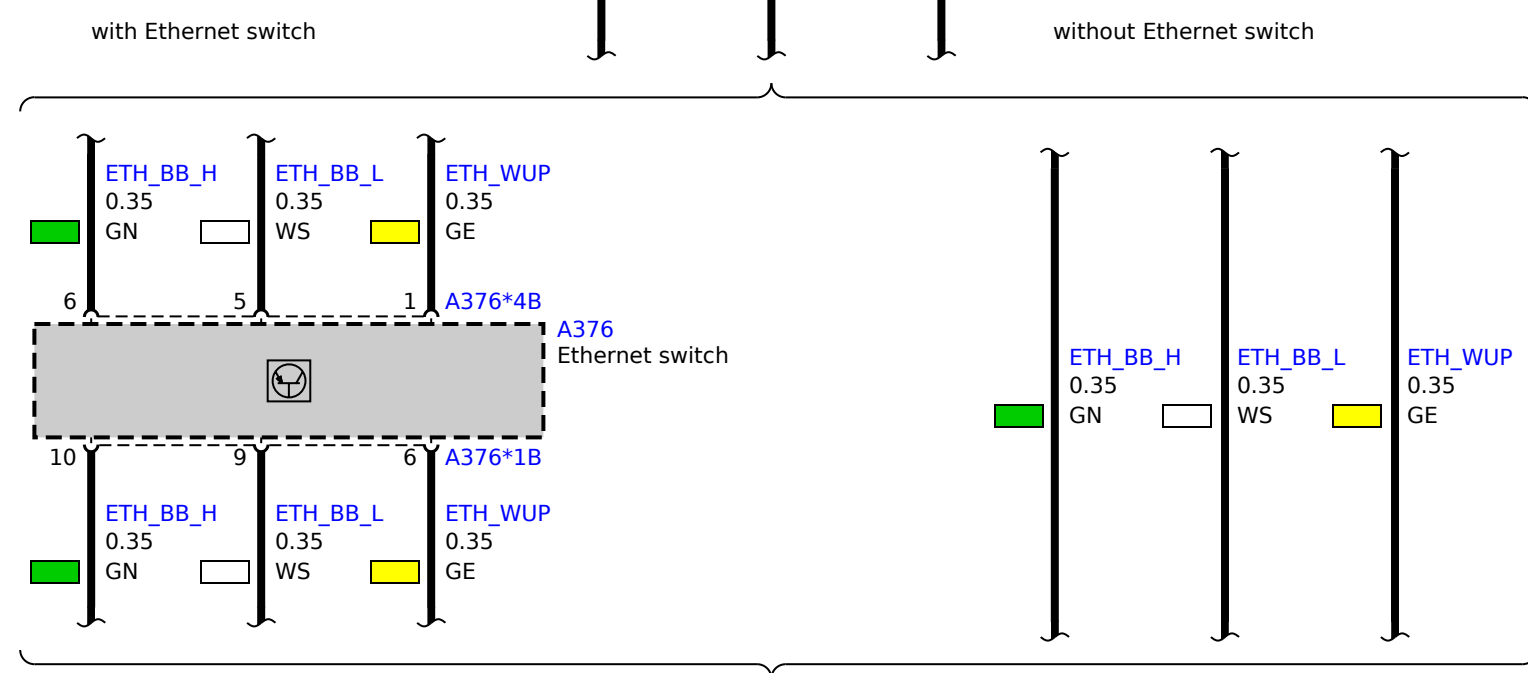 with Ethernet switch
without Ethernet switch
ETH_BB_H
0.35
GN
ETH_BB_L
0.35
WS
ETH_WUP
0.35
GE
6
5
1
A376*4B
A376
Ethernet switch
10
9
6
A376*1B
ETH_BB_H
0.35
GN
ETH_BB_L
0.35
WS
ETH_WUP
0.35
GE
ETH_BB_H
0.35
GN
ETH_BB_L
0.35
WS
ETH_WUP
0.35
GE